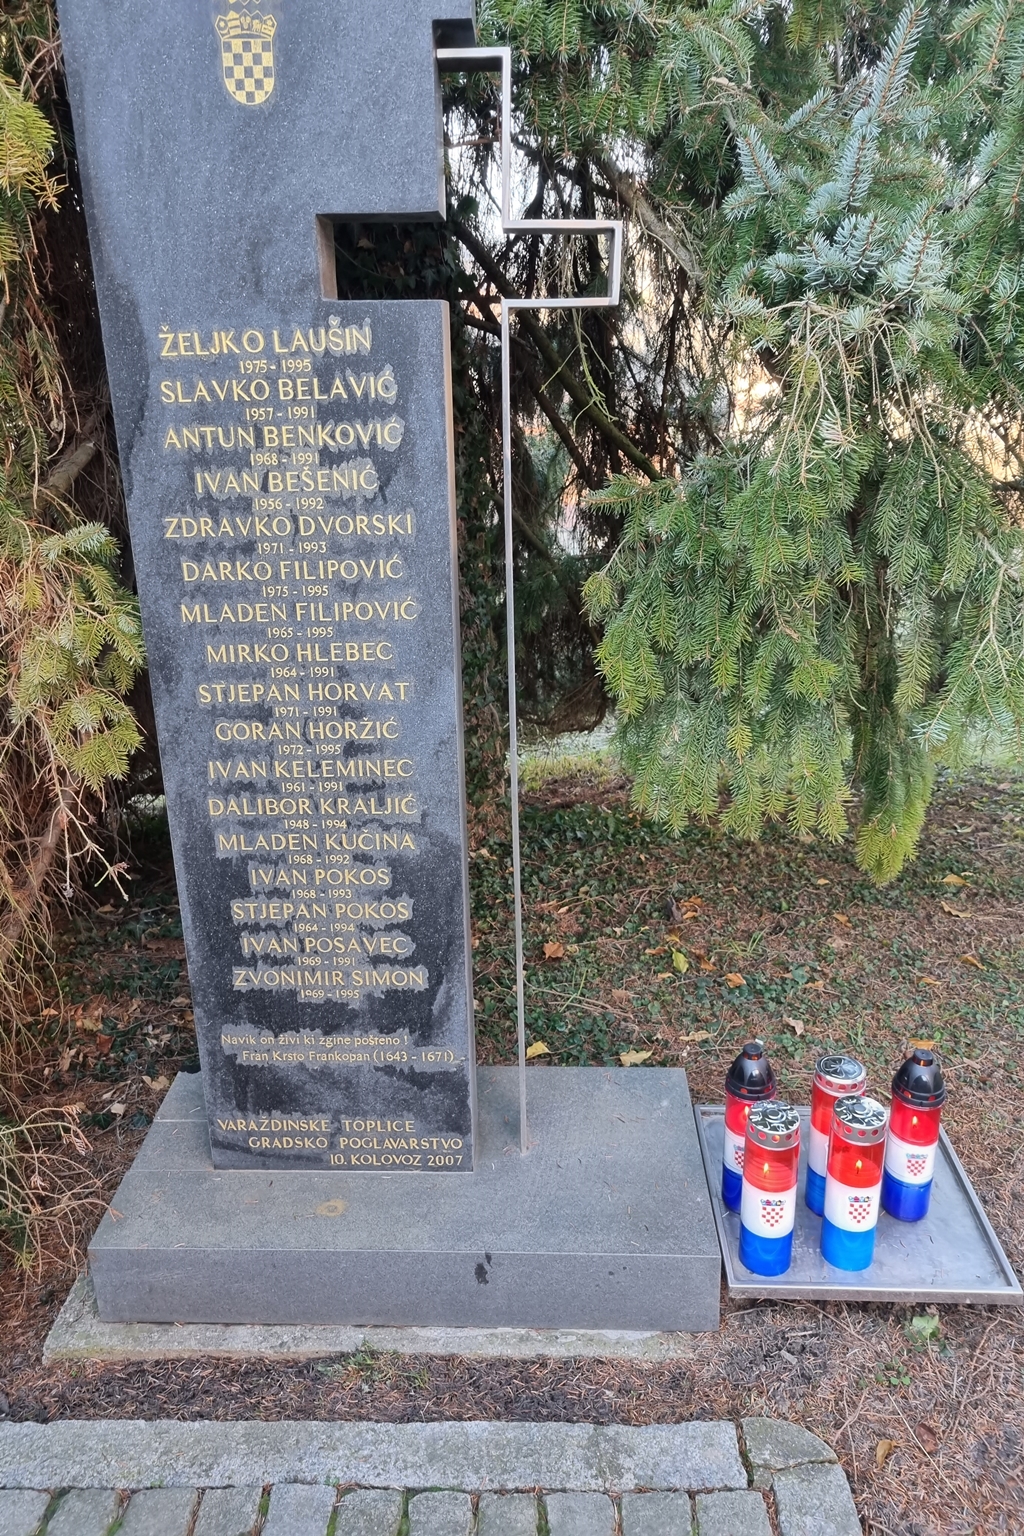 ŽELJKO LAUŠIN
1975 - 1995
SLAVKO BELAVIĆ
1957 - 1991
ANTUN BENKOVIĆ
1968 - 1991
IVAN BEŠENIĆ
1956 - 1992
ZDRAVKO DVORSKI
1971 - 1993
DARKO FILIPOVIĆ
1975 - 1995
MLADEN FILIPOVIĆ
1965 - 1995
MIRKO HLEBEC
1964 - 1991
STJEPAN HORVAT
1971 - 1991
GORAN HORŽIĆ
1972 - 1995
IVAN KELEMINEC
1961 - 1991
DALIBOR KRALJIĆ
1948 - 1994
MLADEN KUČINA
1968 - 1992
IVAN POKOS
1968 - 1993
STJEPAN POKOS
1964 - 1994
IVAN POSAVEC
1969 - 1991
ZVONIMIR SIMON
1969 - 1995
Navik on živi ki zgine pošteno !
Fran Krsto Frankopan (1643 - 1671)
VARAŽDINSKE TOPLICE
GRADSKO POGLAVARSTVO
10. KOLOVOZ 2007